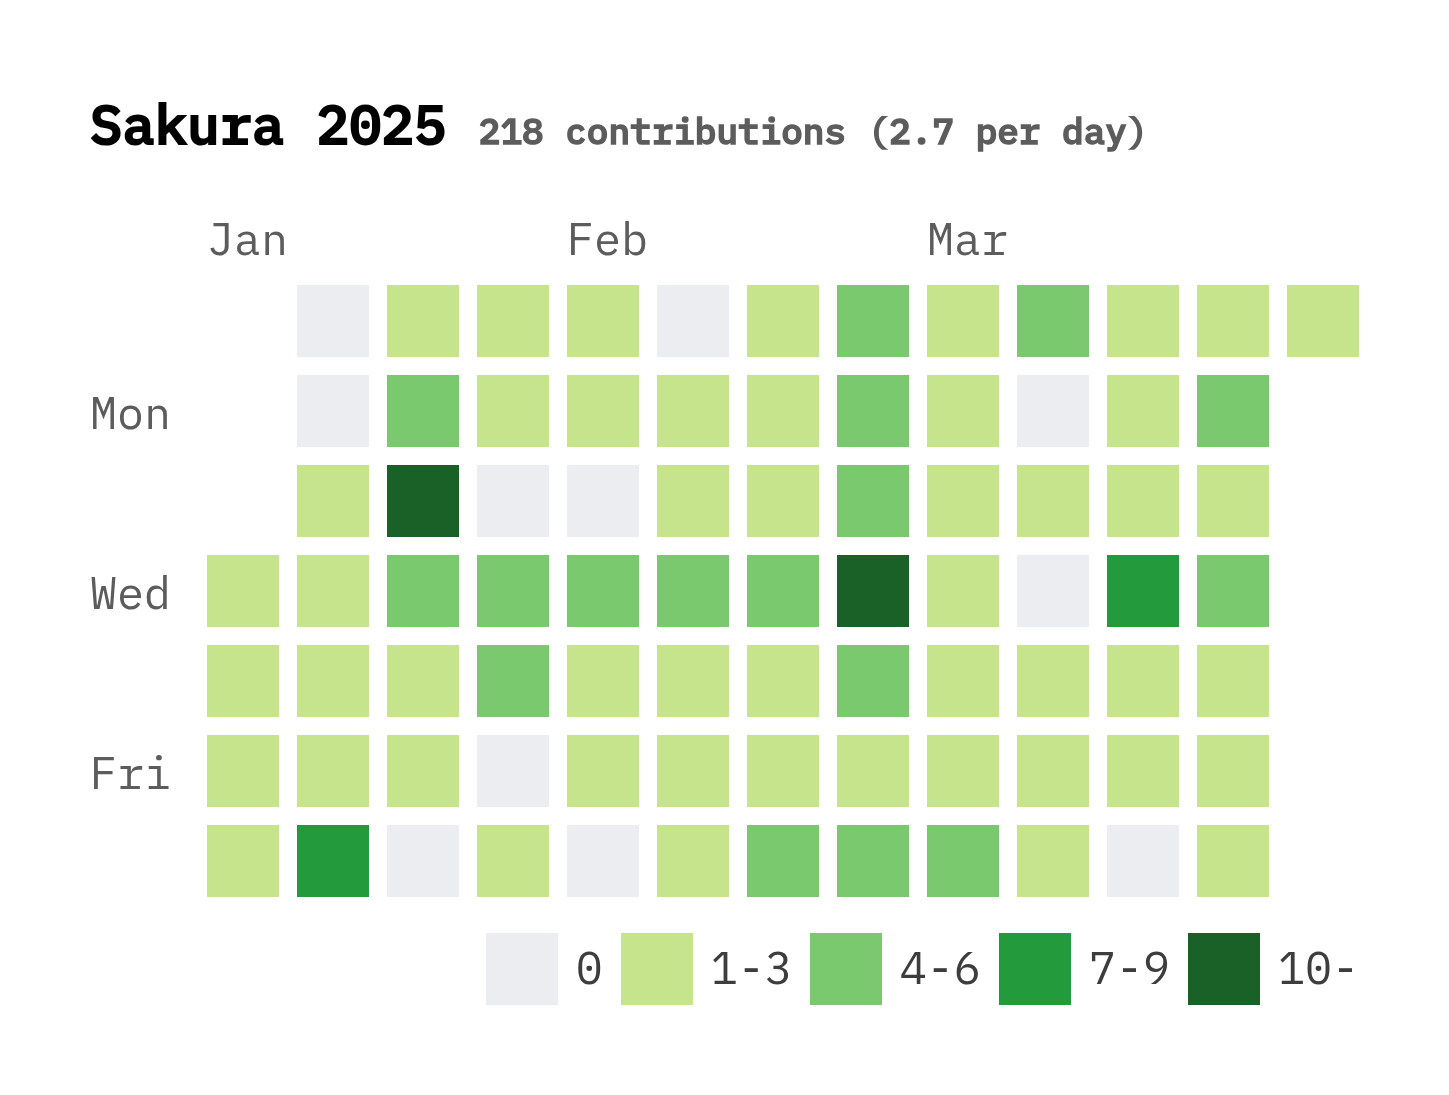 Sakura 2025 218 contributions (2.7 per day)
Jan Feb Mar
Mon
Wed
Fri
0 1-3 4-6 7-9 10-